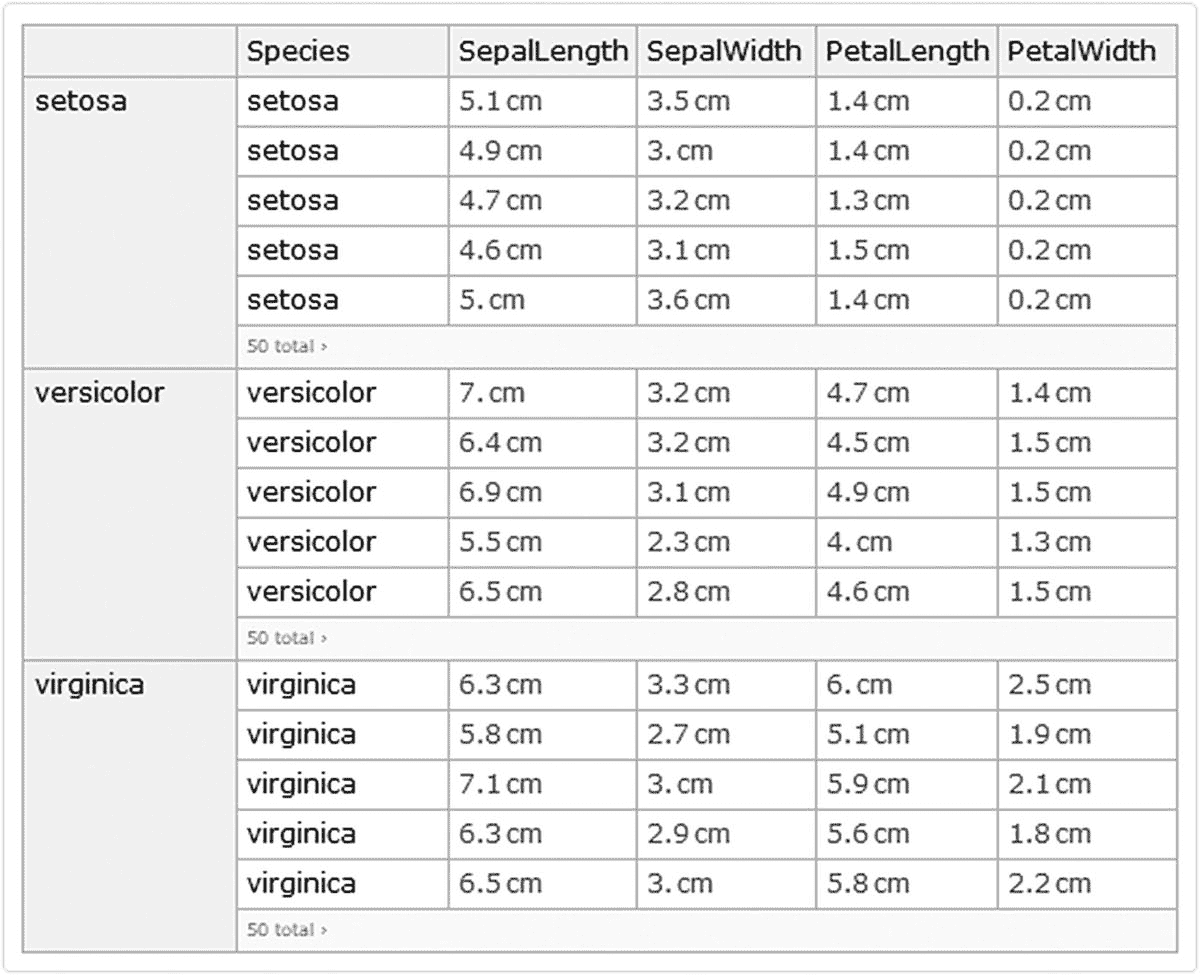 Species SepalLength SepalWidth PetalLength PetalWidth
setosa setosa 5.1 cm 3.5 cm 1.4 cm 0.2 cm
setosa 4.9 cm 3. cm 1.4 cm 0.2 cm
setosa 4.7 cm 3.2 cm 1.3 cm 0.2 cm
setosa 4.6 cm 3.1 cm 1.5 cm 0.2 cm
setosa 5. cm 3.6 cm 1.4 cm 0.2 cm
50 total ›
versicolor versicolor 7. cm 3.2 cm 4.7 cm 1.4 cm
versicolor 6.4 cm 3.2 cm 4.5 cm 1.5 cm
versicolor 6.9 cm 3.1 cm 4.9 cm 1.5 cm
versicolor 5.5 cm 2.3 cm 4. cm 1.3 cm
versicolor 6.5 cm 2.8 cm 4.6 cm 1.5 cm
50 total ›
virginica virginica 6.3 cm 3.3 cm 6. cm 2.5 cm
virginica 5.8 cm 2.7 cm 5.1 cm 1.9 cm
virginica 7.1 cm 3. cm 5.9 cm 2.1 cm
virginica 6.3 cm 2.9 cm 5.6 cm 1.8 cm
virginica 6.5 cm 3. cm 5.8 cm 2.2 cm
50 total ›